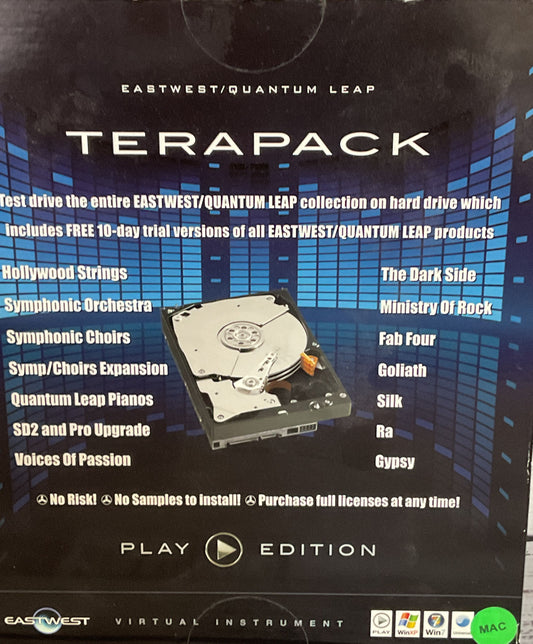 EASTWEST/QUANTUM LEAP
TERAPACK
Test drive the entire EASTWEST/QUANTUM LEAP collection on hard drive which
includes FREE 10-day trial versions of all EASTWEST/QUANTUM LEAP products
Hollywood Strings
Symphonic Orchestra
Symphonic Choirs
Symp/Choirs Expansion
Quantum Leap Pianos
SD2 and Pro Upgrade
Voices Of Passion
The Dark Side
Ministry Of Rock
Fab Four
Goliath
Silk
Ra
Gypsy
No Risk! No Samples to install! Purchase full licenses at any time!
PLAY EDITION
EASTWEST VIRTUAL INSTRUMENT
PLAY WinXP Win7
MAC